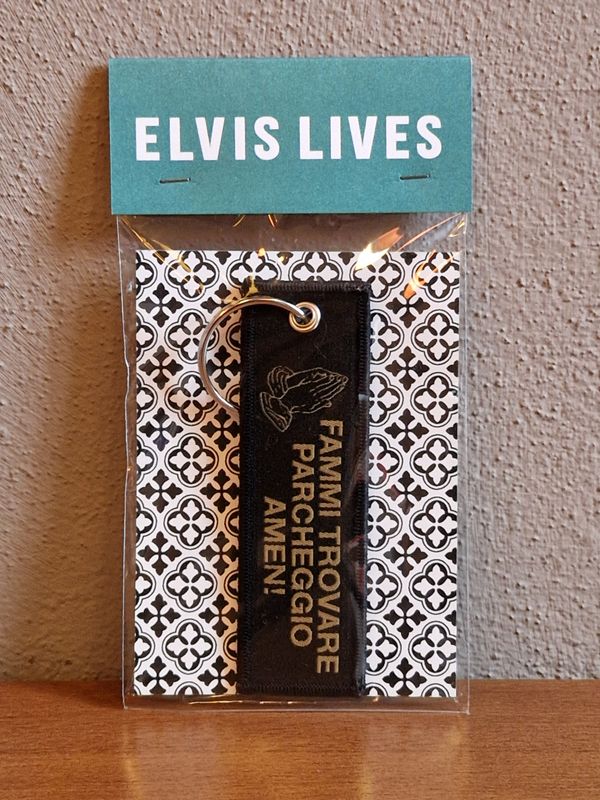 ELVIS LIVES
FAMMI TROVARE
PARCHEGGIO
AMEN!